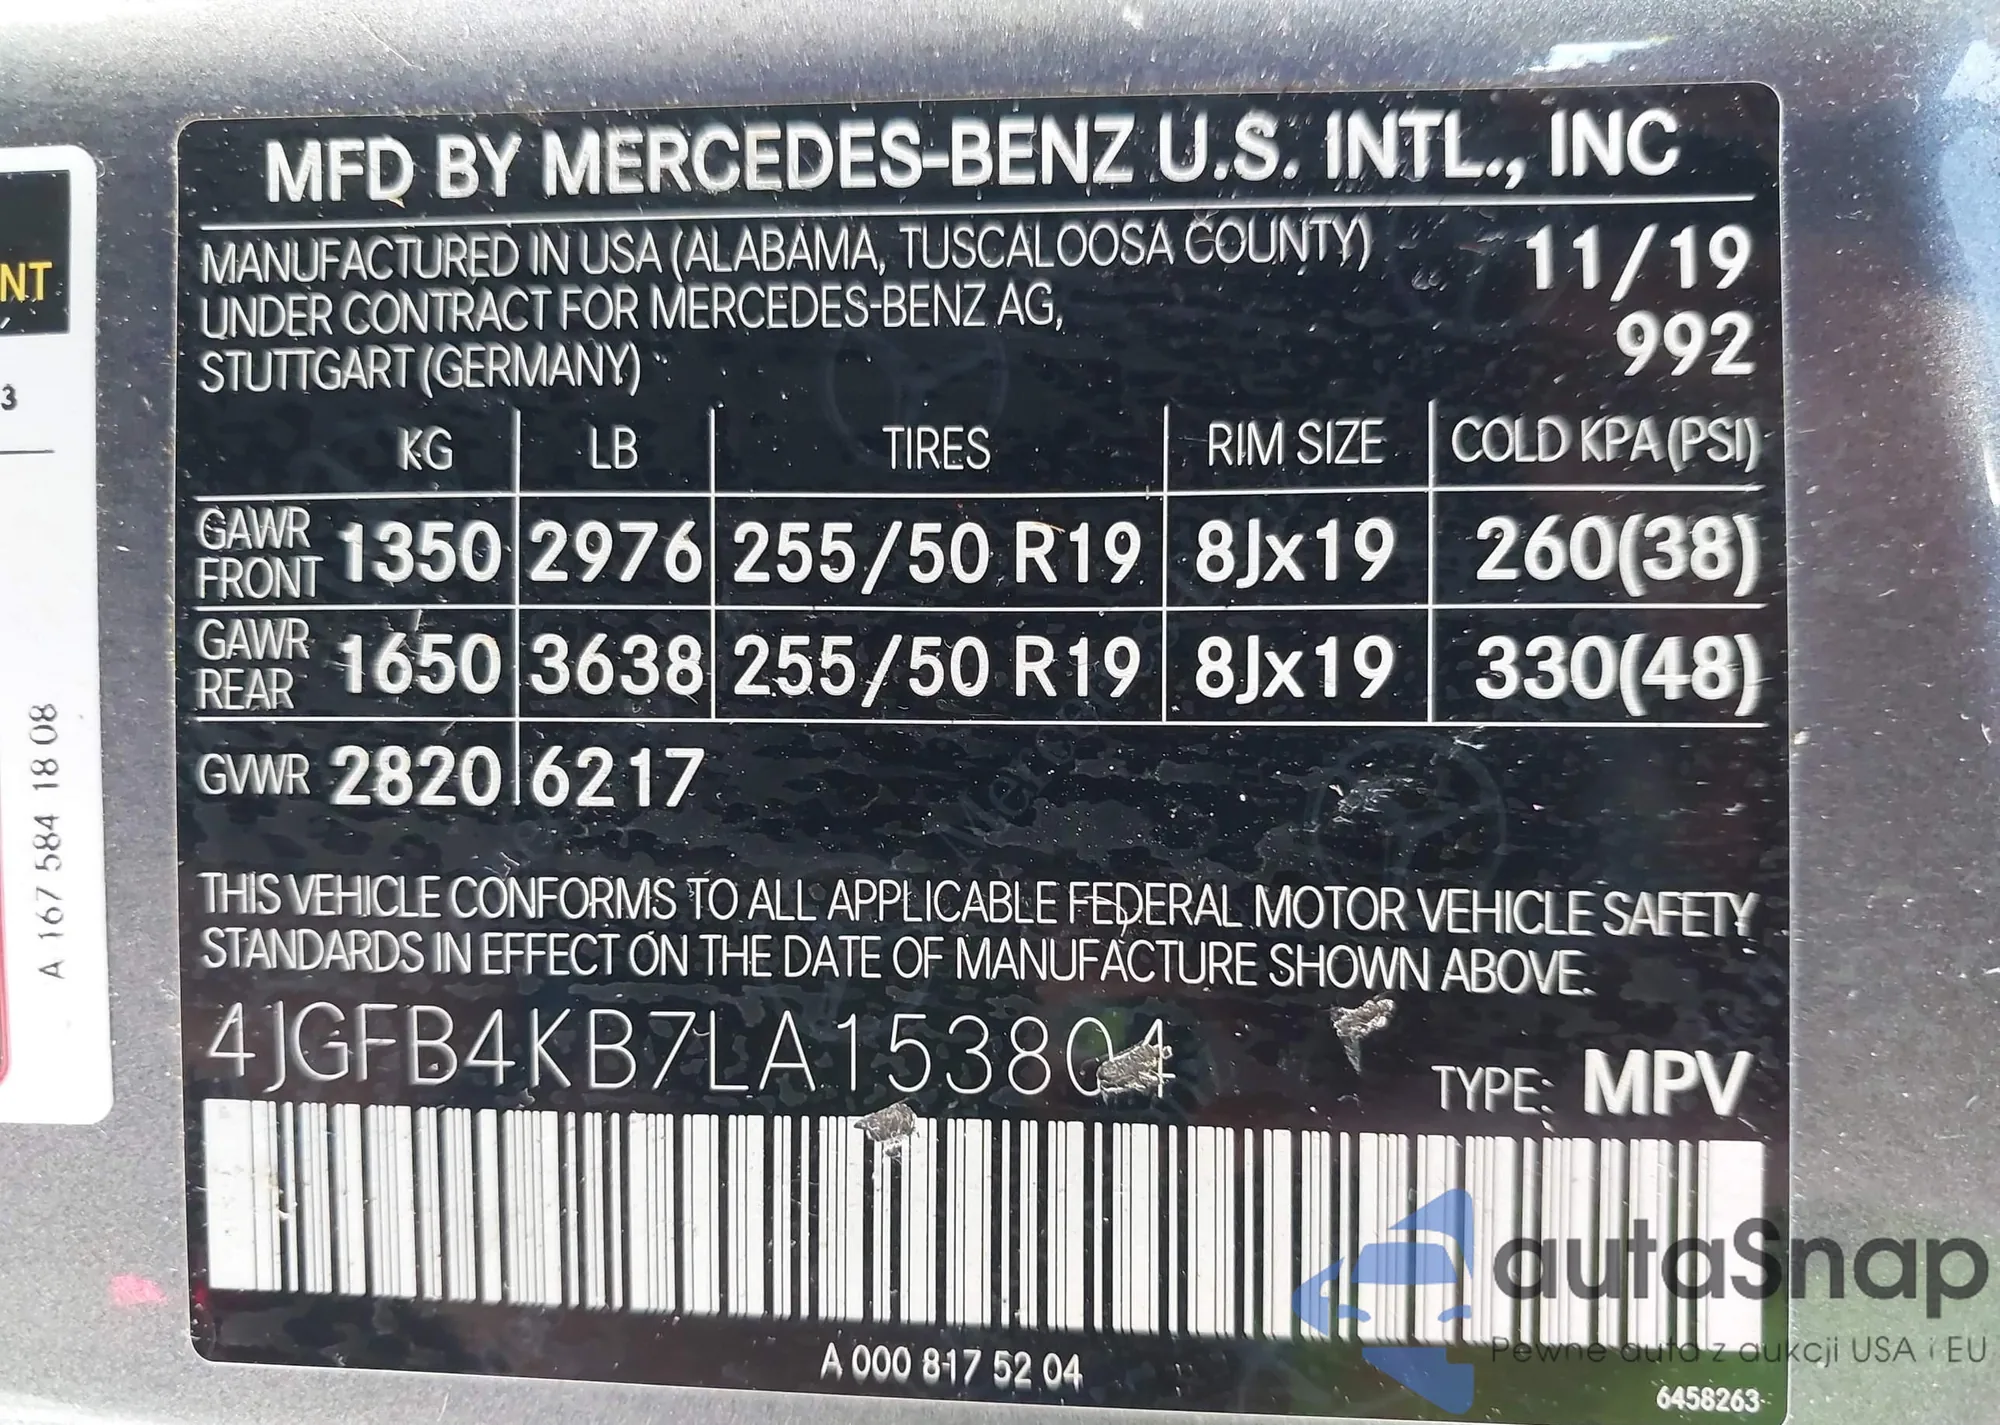 MFD BY MERCEDES-BENZ U.S. INTL., INC
MANUFACTURED IN USA (ALABAMA, TUSCALOOSA COUNTY) 11/19
UNDER CONTRACT FOR MERCEDES-BENZ AG, 992
STUTTGART (GERMANY)
KG LB TIRES RIM SIZE COLD KPA (PSI)
GAWR FRONT 1350 2976 255/50 R19 8Jx19 260(38)
GAWR REAR 1650 3638 255/50 R19 8Jx19 330(48)
GVWR 2820 6217
THIS VEHICLE CONFORMS TO ALL APPLICABLE FEDERAL MOTOR VEHICLE SAFETY
STANDARDS IN EFFECT ON THE DATE OF MANUFACTURE SHOWN ABOVE.
4JGFB4KB7LA153804
TYPE: MPV
A 000 817 52 04
6458263
NT
3
A 167 584 18 08
autaSnap
Pewne auta z aukcji USA i EU